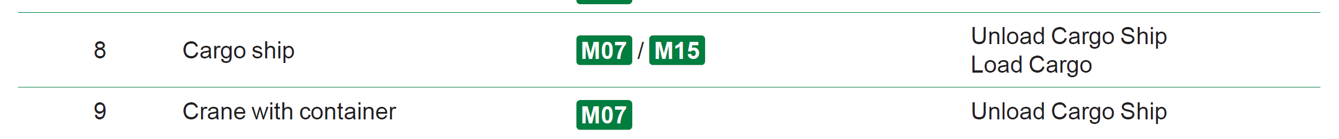 8 Cargo ship M07 / M15 Unload Cargo Ship
Load Cargo
9 Crane with container M07 Unload Cargo Ship